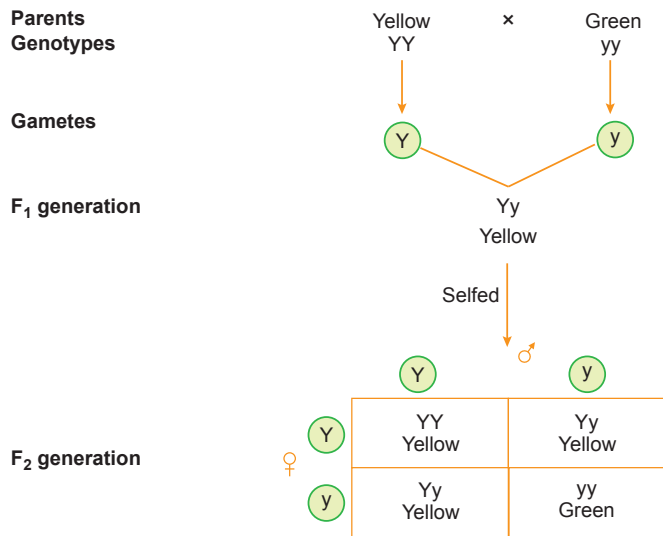 Parents Yellow × Green
Genotypes YY yy
Gametes Y y
F₁ generation Yy
Yellow
Selfed
♂
Y y
Y YY Yy
Yellow Yellow
F₂ generation ♀
y Yy yy
Yellow Green